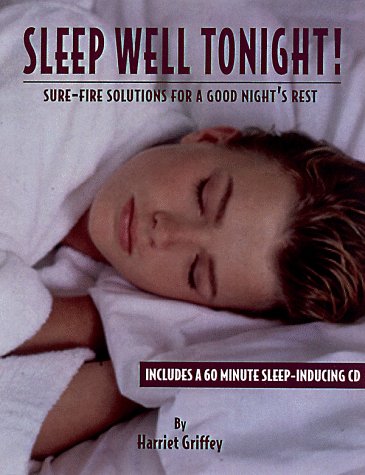 SLEEP WELL TONIGHT!
SURE-FIRE SOLUTIONS FOR A GOOD NIGHT'S REST
INCLUDES A 60 MINUTE SLEEP-INDUCING CD
By
Harriet Griffey